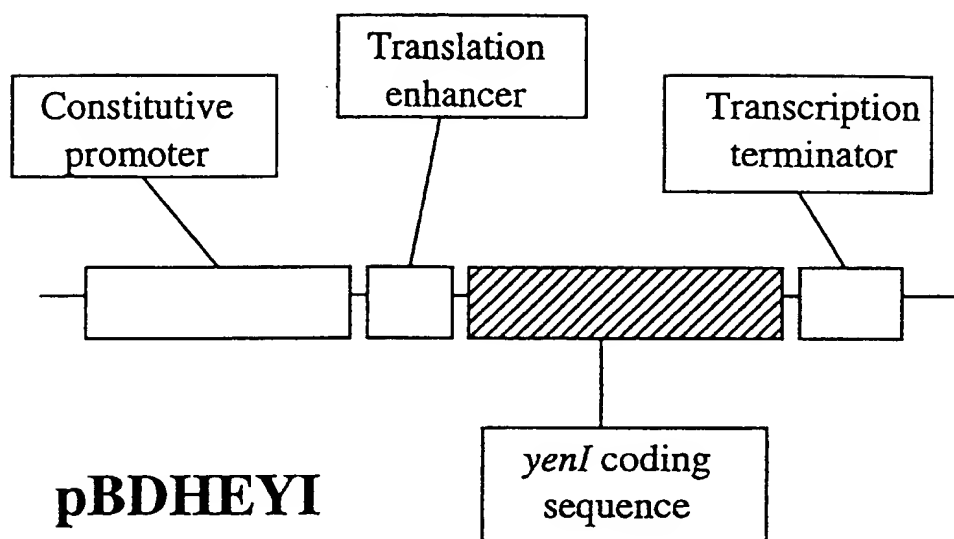 Translation
enhancer
Constitutive
promoter
Transcription
terminator
yenI coding
sequence
pBDHEYI